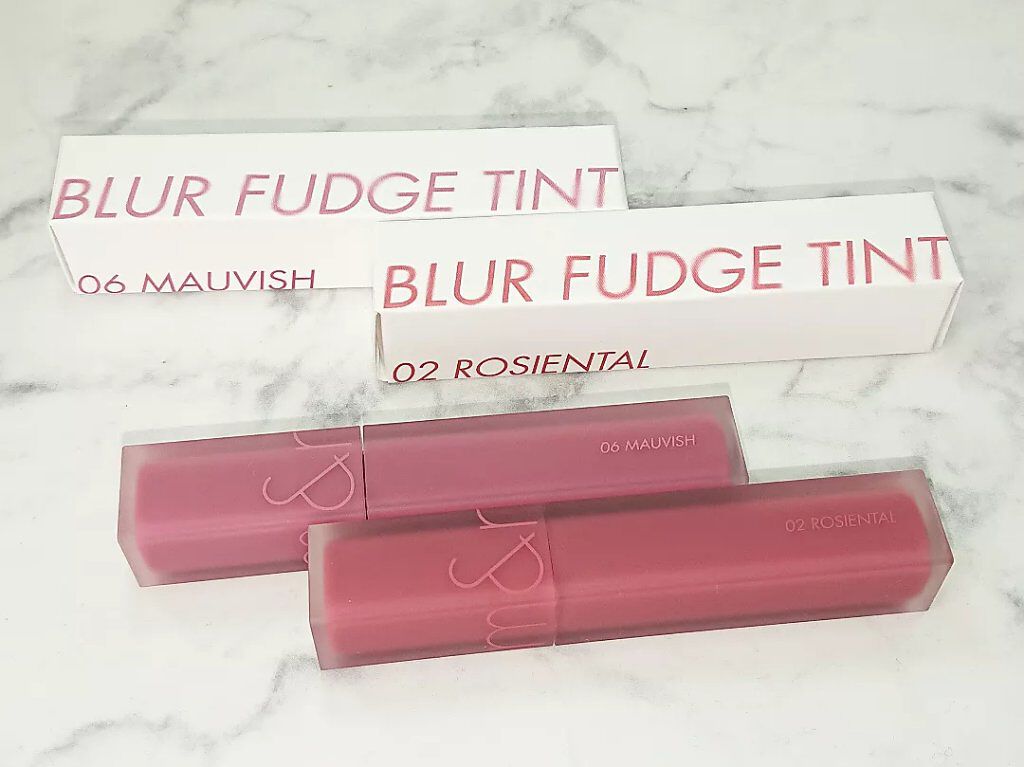 BLUR FUDGE TINT
06 MAUVISH
BLUR FUDGE TINT
02 ROSIENTAL
06 MAUVISH
&r
02 ROSIENTAL
m&r